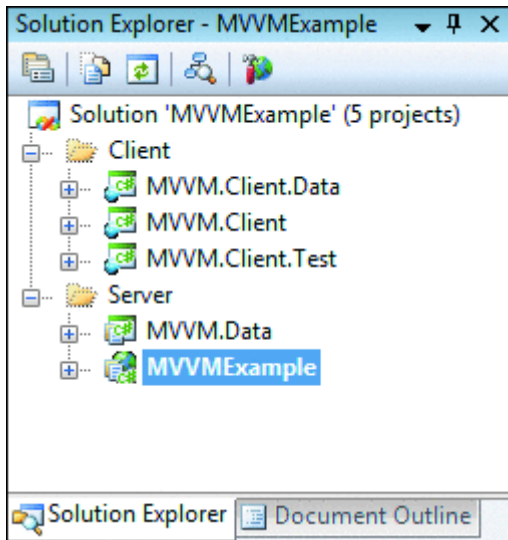 Solution Explorer - MVVMExample
Solution 'MVVMExample' (5 projects)
Client
MVVM.Client.Data
MVVM.Client
MVVM.Client.Test
Server
MVVM.Data
MVVMExample
Solution Explorer Document Outline